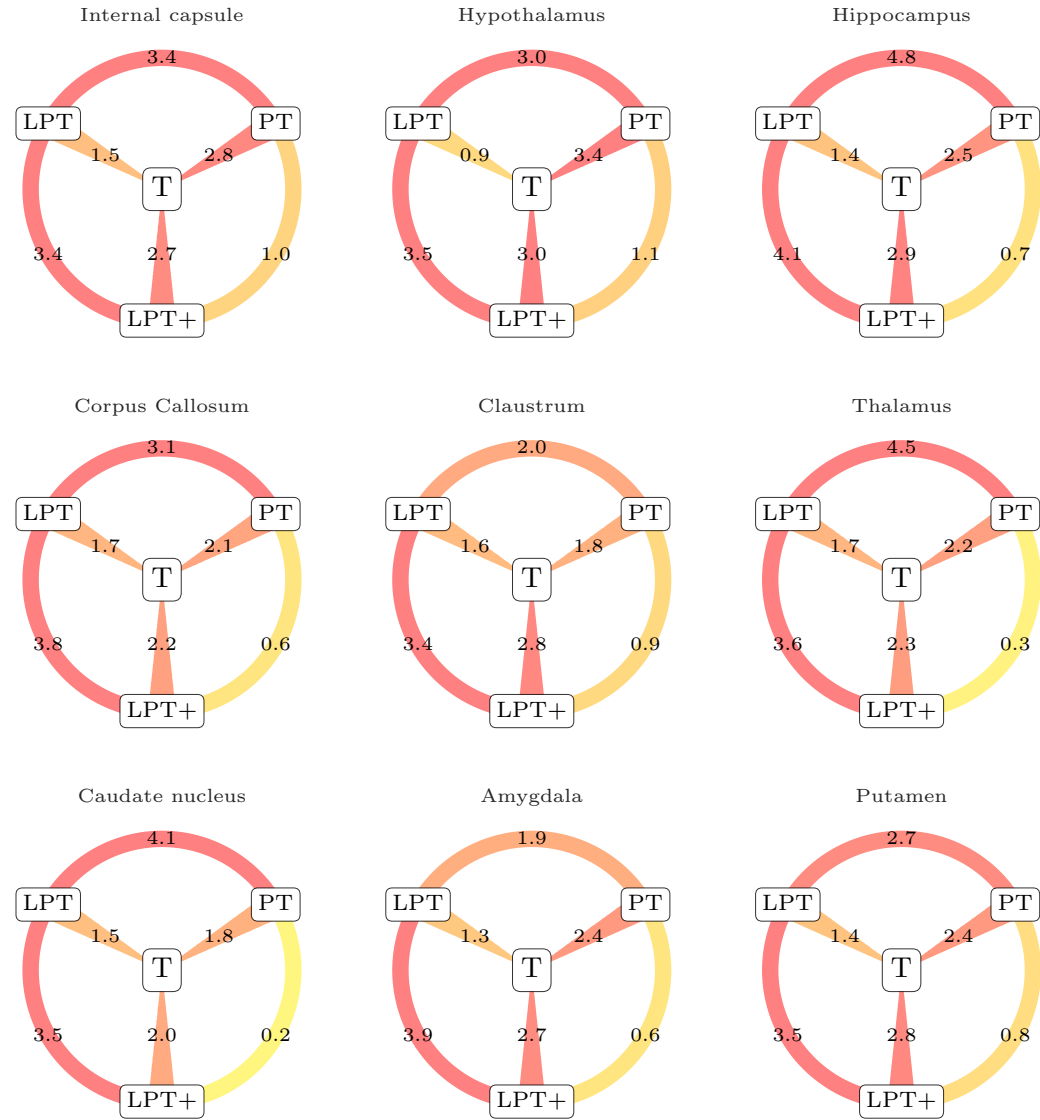 Internal capsule
3.4
LPT
PT
1.5
2.8
T
3.4
2.7
1.0
LPT+
Hypothalamus
3.0
LPT
PT
0.9
3.4
T
3.5
3.0
1.1
LPT+
Hippocampus
4.8
LPT
PT
1.4
2.5
T
4.1
2.9
0.7
LPT+
Corpus Callosum
3.1
LPT
PT
1.7
2.1
T
3.8
2.2
0.6
LPT+
Claustrum
2.0
LPT
PT
1.6
1.8
T
3.4
2.8
0.9
LPT+
Thalamus
4.5
LPT
PT
1.7
2.2
T
3.6
2.3
0.3
LPT+
Caudate nucleus
4.1
LPT
PT
1.5
1.8
T
3.5
2.0
0.2
LPT+
Amygdala
1.9
LPT
PT
1.3
2.4
T
3.9
2.7
0.6
LPT+
Putamen
2.7
LPT
PT
1.4
2.4
T
3.5
2.8
0.8
LPT+